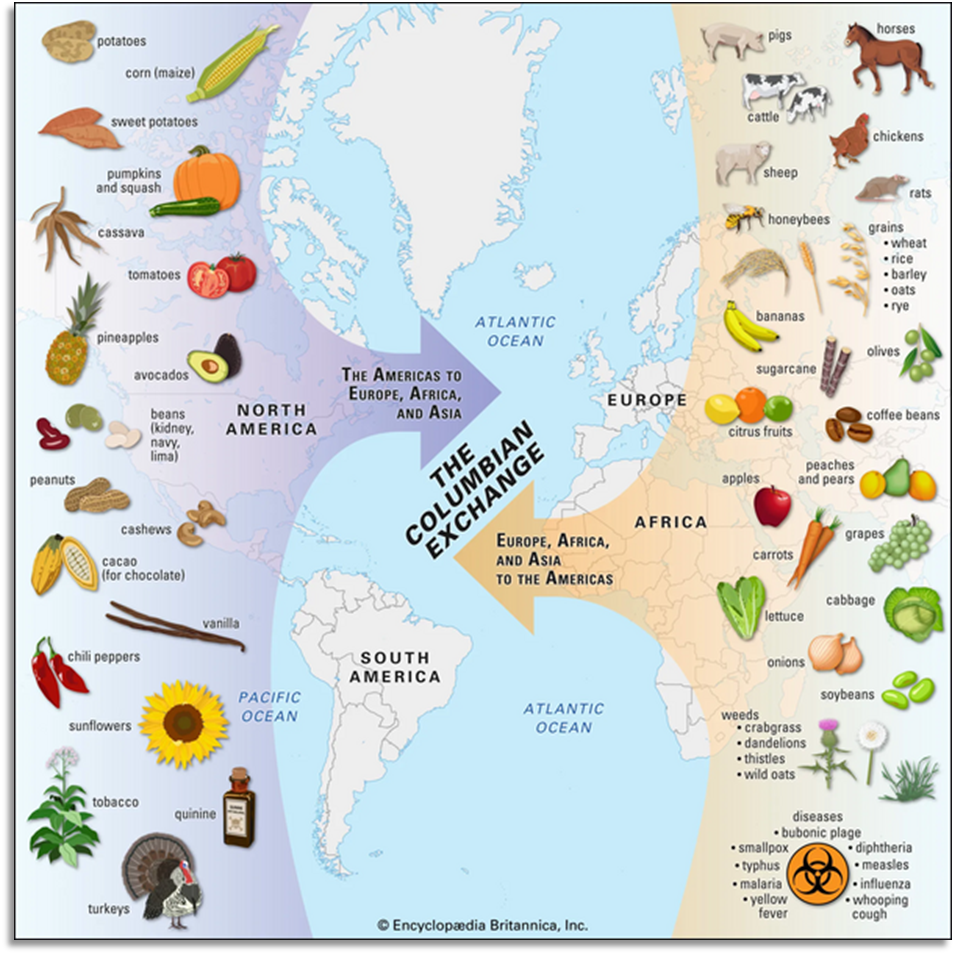 potatoes
corn (maize)
sweet potatoes
pumpkins
and squash
cassava
tomatoes
pineapples
avocados
beans
(kidney,
navy,
lima)
peanuts
cashews
cacao
(for chocolate)
vanilla
chili peppers
sunflowers
tobacco
quinine
turkeys
NORTH
AMERICA
THE AMERICAS TO
EUROPE, AFRICA,
AND ASIA
ATLANTIC
OCEAN
THE
COLUMBIAN
EXCHANGE
EUROPE
AFRICA
EUROPE, AFRICA,
AND ASIA
TO THE AMERICAS
SOUTH
AMERICA
PACIFIC
OCEAN
ATLANTIC
OCEAN
pigs
horses
cattle
chickens
sheep
rats
honeybees
grains
▪ wheat
▪ rice
▪ barley
▪ oats
▪ rye
bananas
olives
sugarcane
citrus fruits
coffee beans
apples
peaches
and pears
carrots
grapes
lettuce
cabbage
onions
soybeans
weeds
▪ crabgrass
▪ dandelions
▪ thistles
▪ wild oats
diseases
▪ bubonic plage
▪ smallpox
▪ typhus
▪ malaria
▪ yellow
fever
▪ diphtheria
▪ measles
▪ influenza
▪ whooping
cough
© Encyclopædia Britannica, Inc.